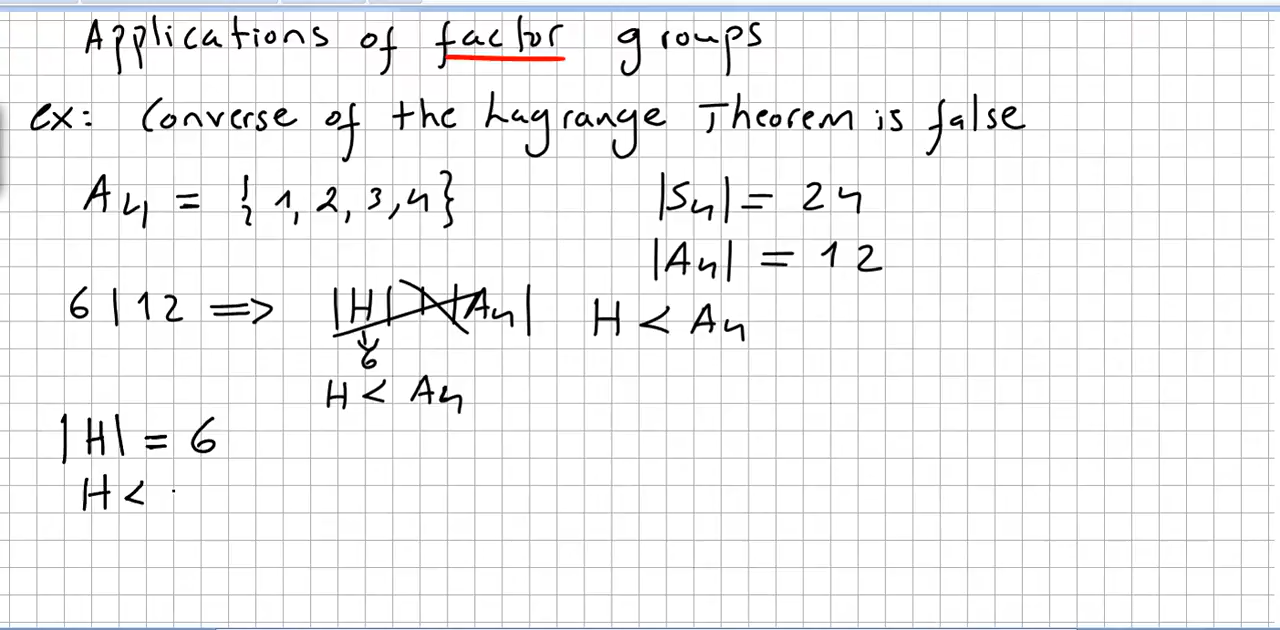 Applications of factor groups
ex: Converse of the Lagrange Theorem is false
A4 = { 1, 2, 3, 4 } |S4| = 24
|A4| = 12
6 | 12 => |H| | |A4| H < A4
6
H < A4
|H| = 6
H <